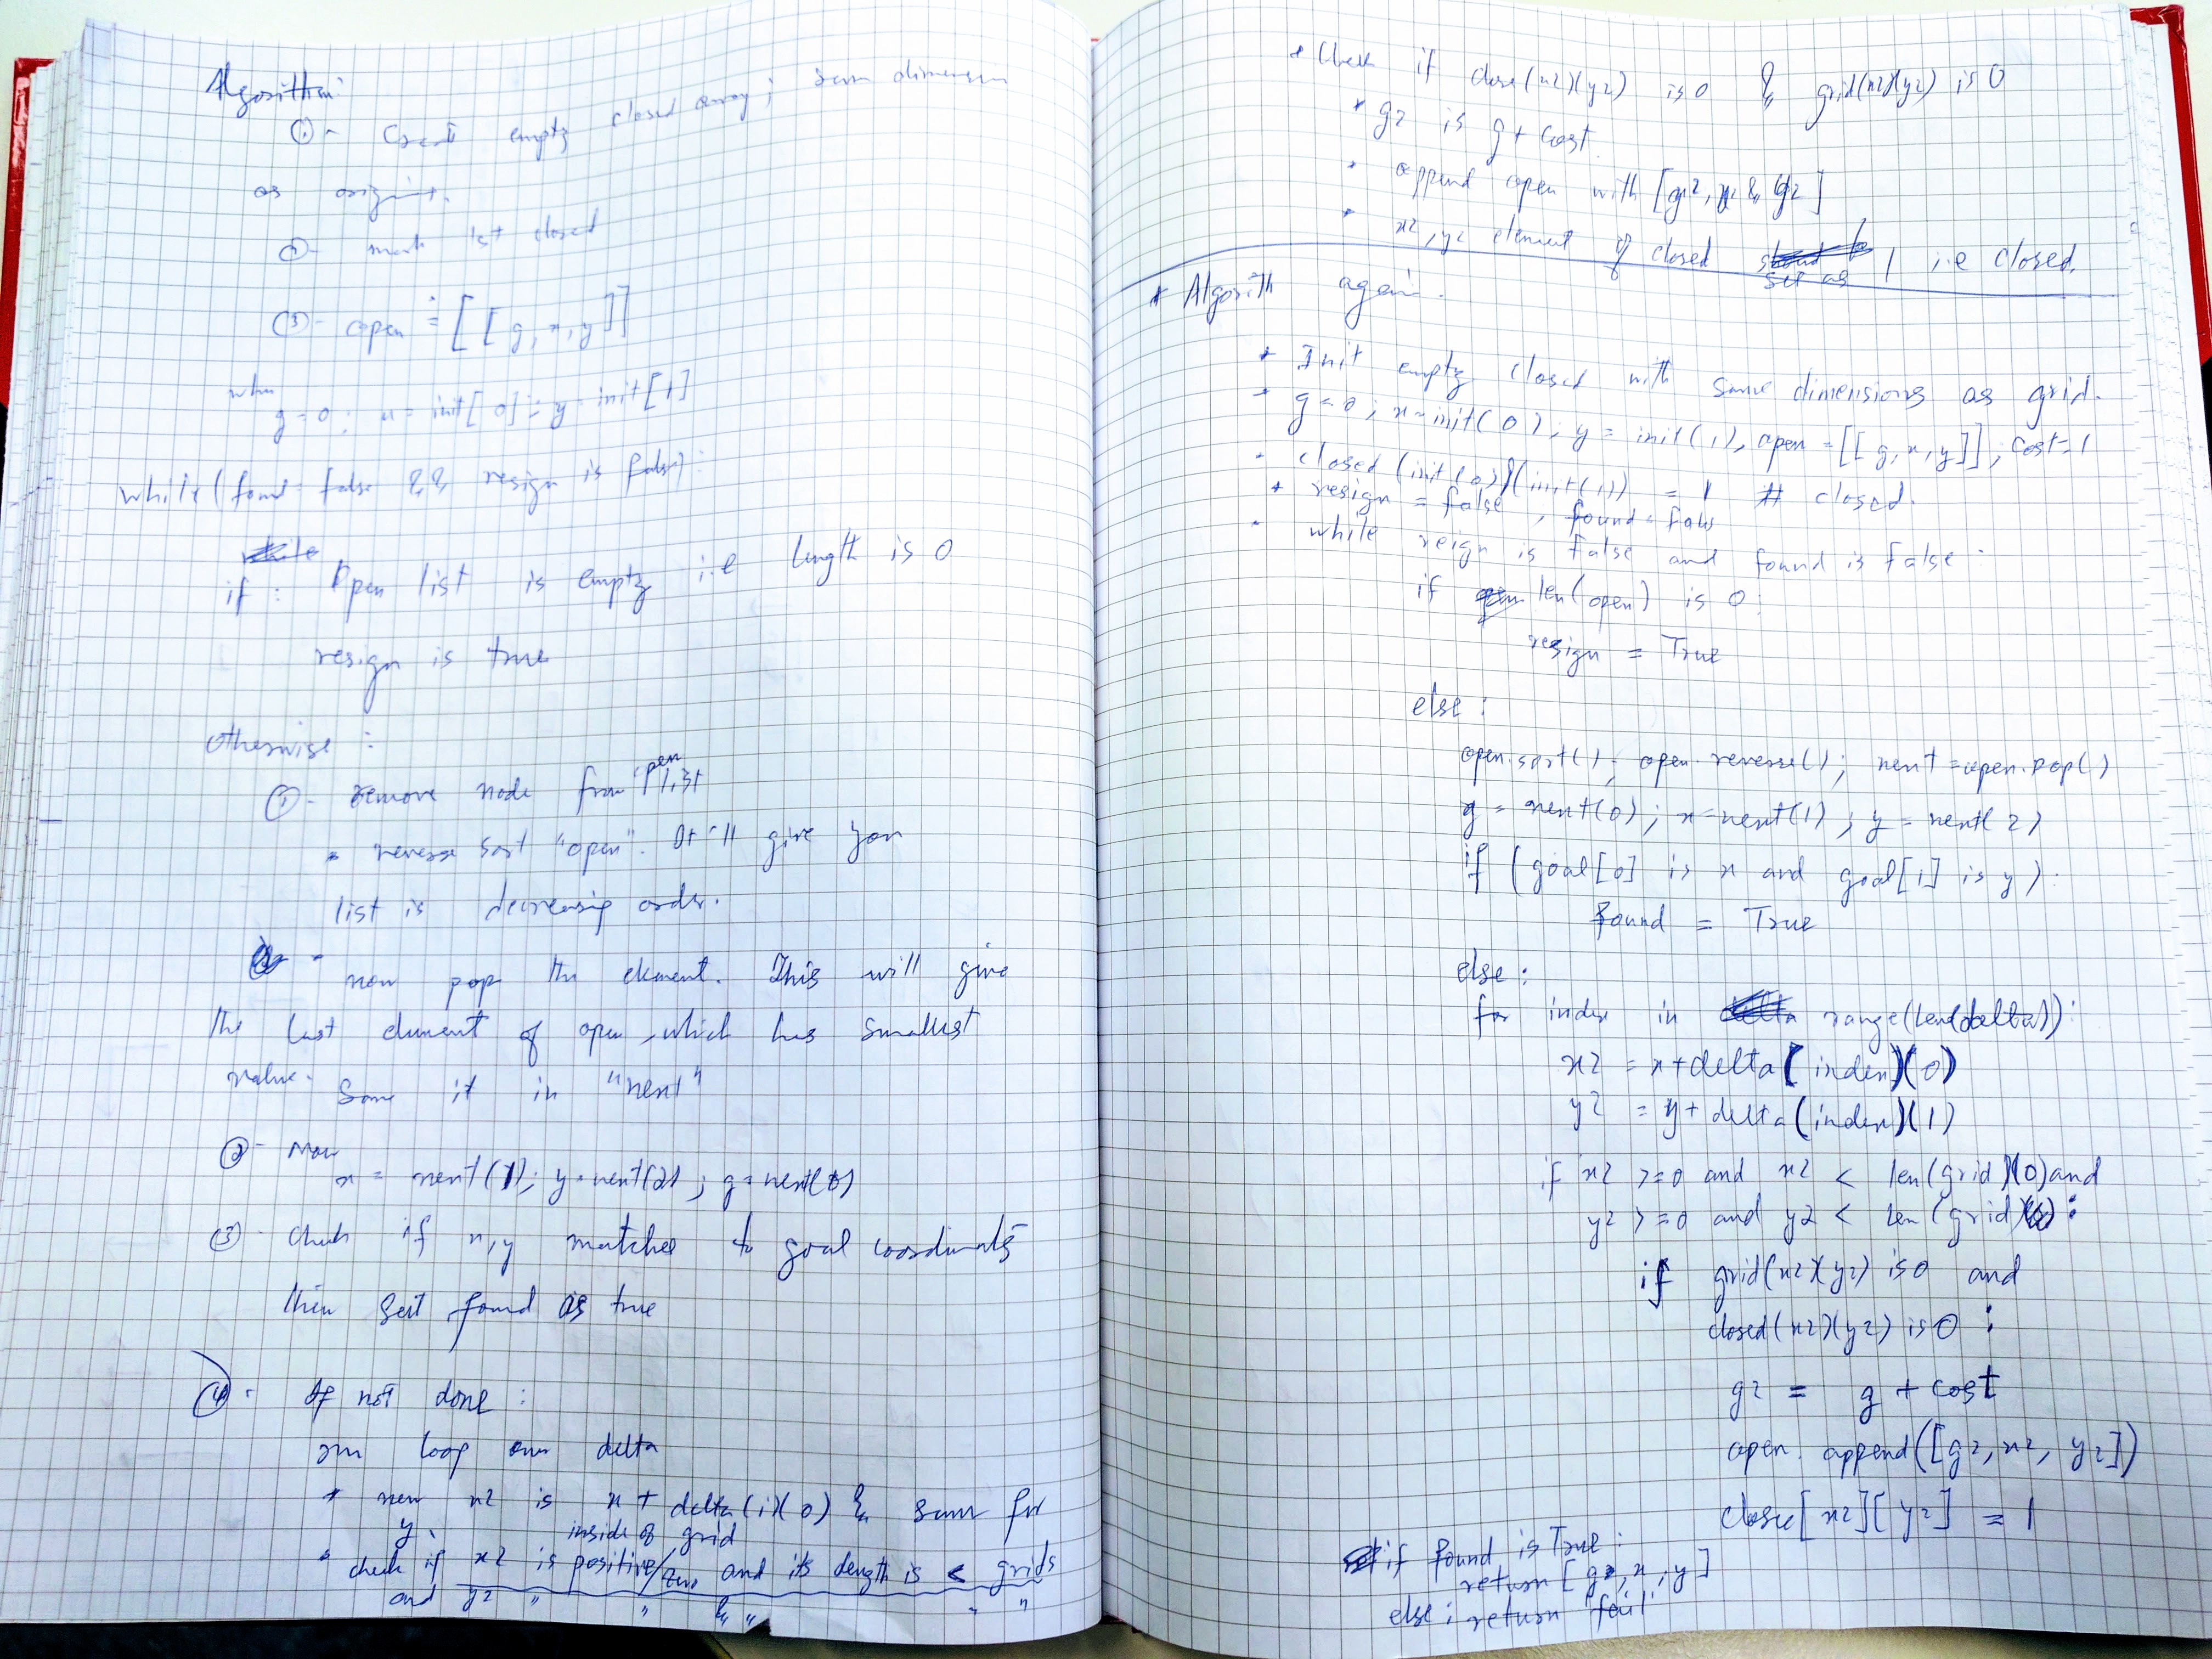 Algorithm:
① - Creat empty closed array; sam dimension
as origint.
② - mark 1st closed
③ - open = [[g, x, y]]
when
g = 0; x = init[0]; y = init[1]
while (found = false && resign is false):
if : Open list is empty i.e length is 0
resign is true
otherwise :
① - remove node from open list
* reverse sort "open". It'll give you
list is decreasing order.
- now pop the element. This will give
the last element of open, which has smallest
value. Save it in "next"
② - Now
x = next(1); y = next(2); g = next(0)
③ - Check if x, y matches to goal coordinates
then set found as true
④ - If not done :
run loop over delta
* new x2 is x + delta(i)(0) & same for
y.
inside of grid
* check if x2 is positive/zero and its length is < grids
and y2 " " & " " "
* Check if close(x2)(y2) is 0 & grid(x2)(y2) is 0
* g2 is g + cost.
* append open with [g2, x2 & y2]
* x2, y2 element of closed set as 1 i.e closed.
* Algorith again.
* Init empty closed with same dimensions as grid.
* g = 0; x = init(0); y = init(1), open = [[g, x, y]]; cost = 1
* closed (init(0))(init(1)) = 1 # closed.
* resign = false, found = fals
* while reign is false and found is false :
if len(open) is 0:
resign = True
else :
open.sort(); open.reverse(); next = open.pop()
g = next(0); x = next(1); y = next(2)
if (goal[0] is x and goal[1] is y):
found = True
else :
for index in range(len(delta)):
x2 = x + delta(index)(0)
y2 = y + delta(index)(1)
if x2 >= 0 and x2 < len(grid)(0) and
y2 >= 0 and y2 < len(grid) :
if grid(x2)(y2) is 0 and
closed(x2)(y2) is 0 :
g2 = g + cost
open.append([g2, x2, y2])
close[x2][y2] = 1
if found is True :
return [g, x, y]
else : return "fail"